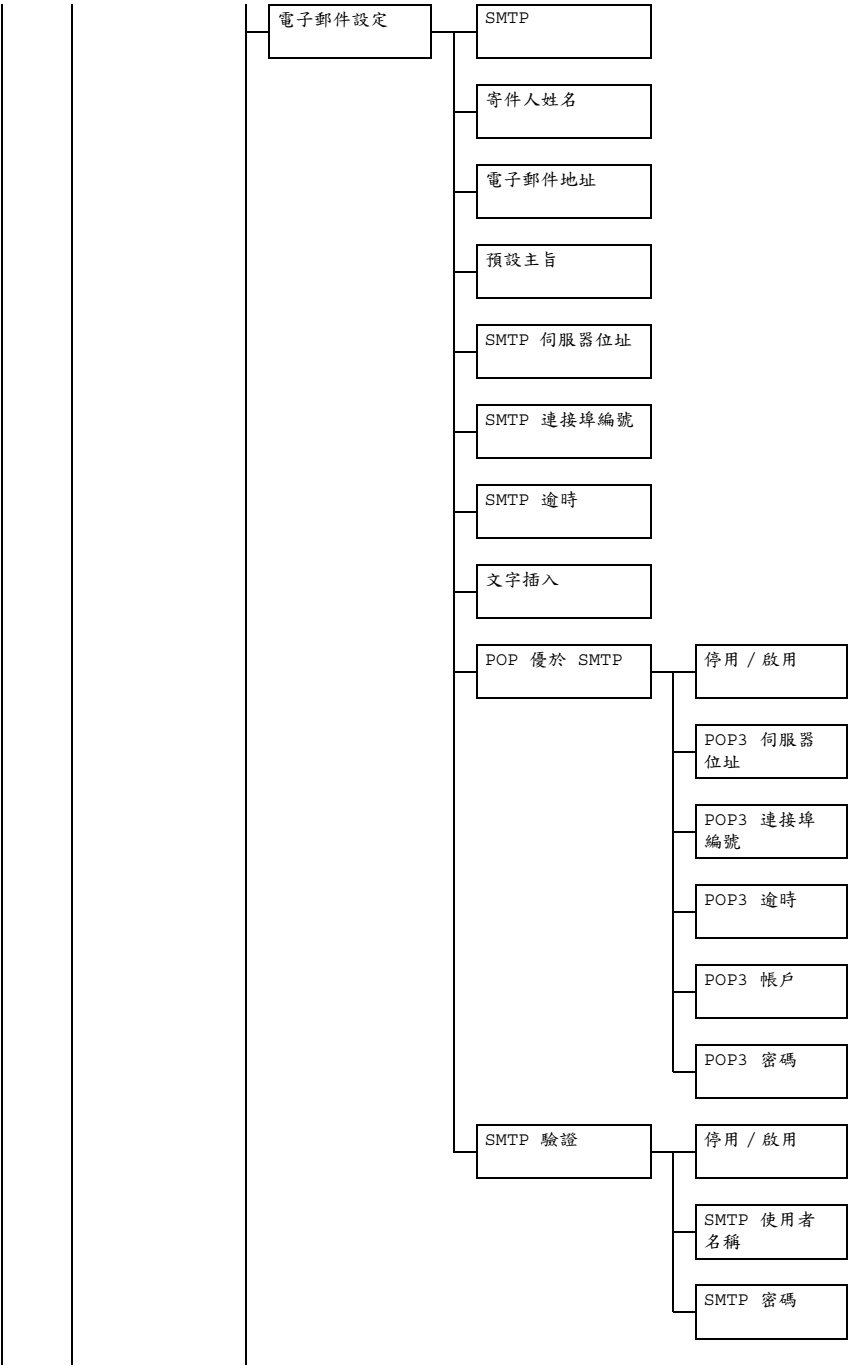 電子郵件設定
SMTP
寄件人姓名
電子郵件地址
預設主旨
SMTP 伺服器位址
SMTP 連接埠編號
SMTP 逾時
文字插入
POP 優於 SMTP
停用 / 啟用
POP3 伺服器
位址
POP3 連接埠
編號
POP3 逾時
POP3 帳戶
POP3 密碼
SMTP 驗證
停用 / 啟用
SMTP 使用者
名稱
SMTP 密碼